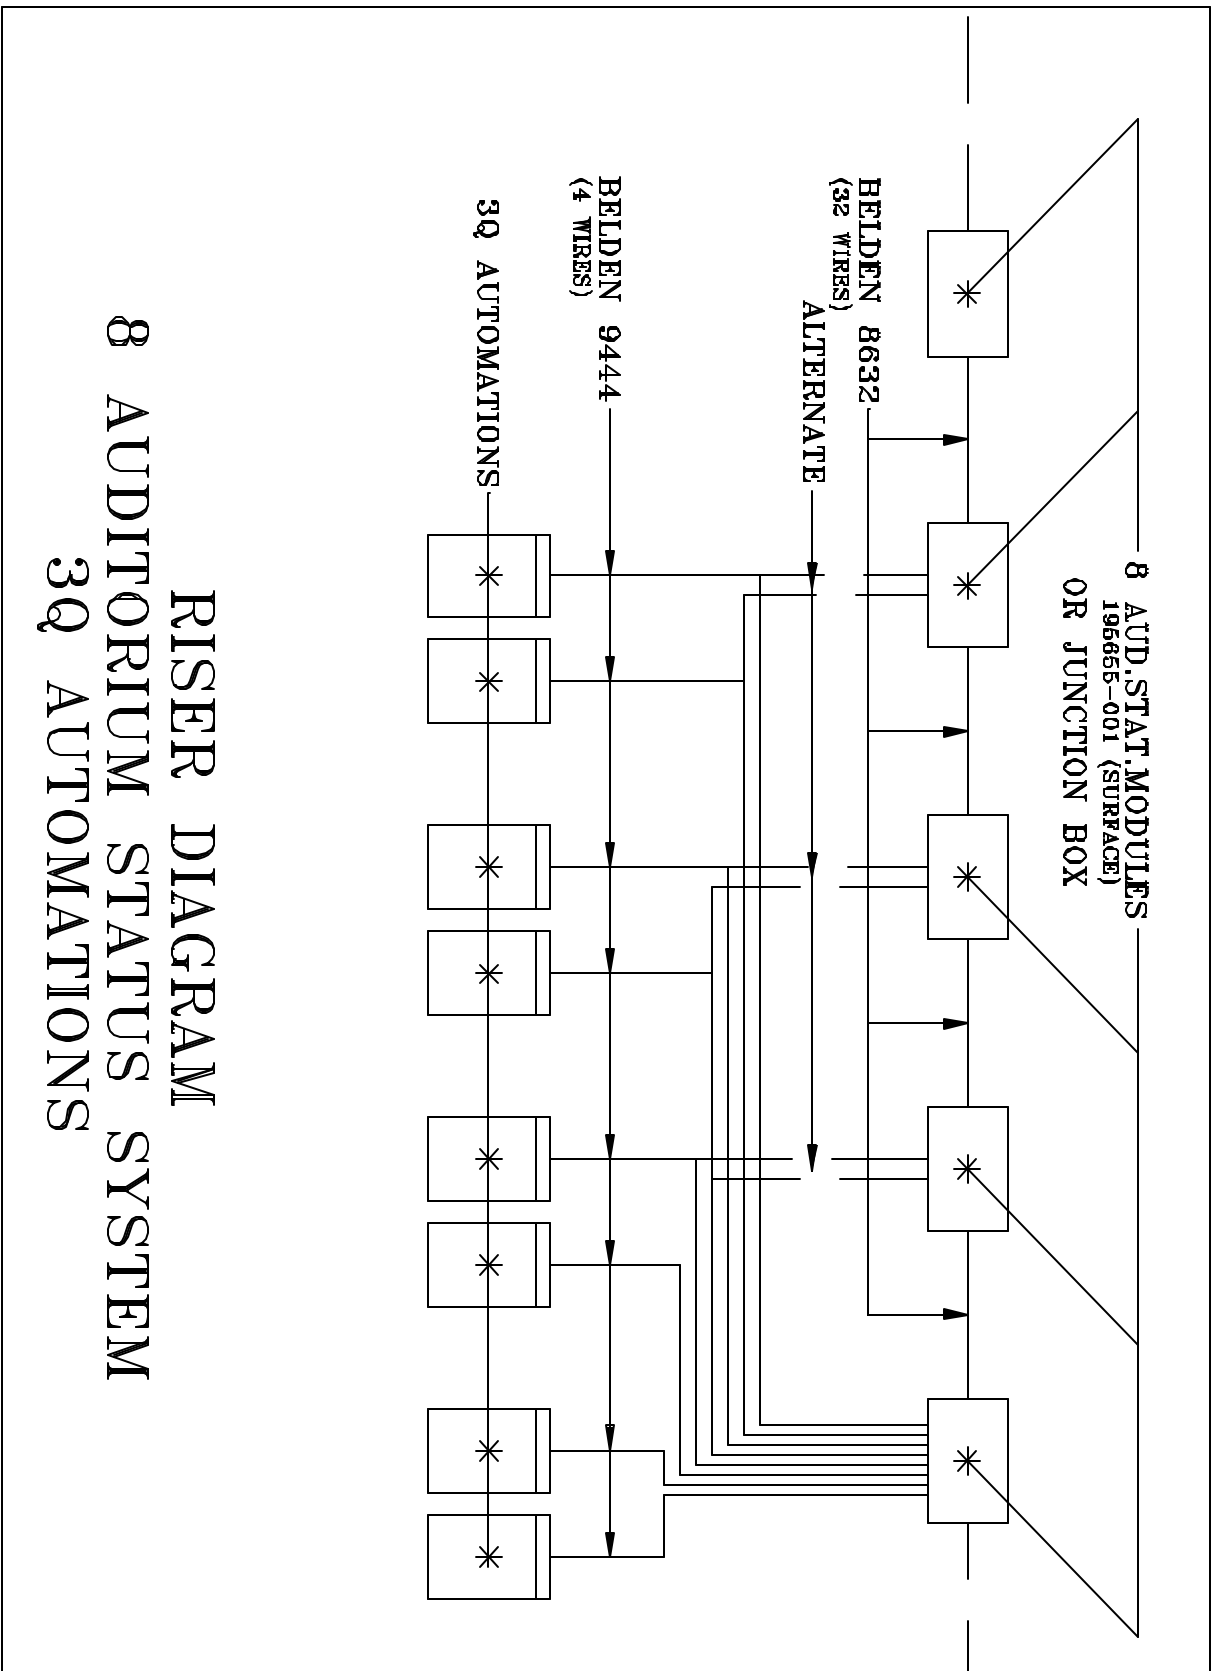 8 AUD.STAT.MODULES
195655-001 (SURFACE)
OR JUNCTION BOX
BELDEN 8632
(32 WIRES)
ALTERNATE
BELDEN 9444
(4 WIRES)
3Q AUTOMATIONS
RISER DIAGRAM
8 AUDITORIUM STATUS SYSTEM
3Q AUTOMATIONS